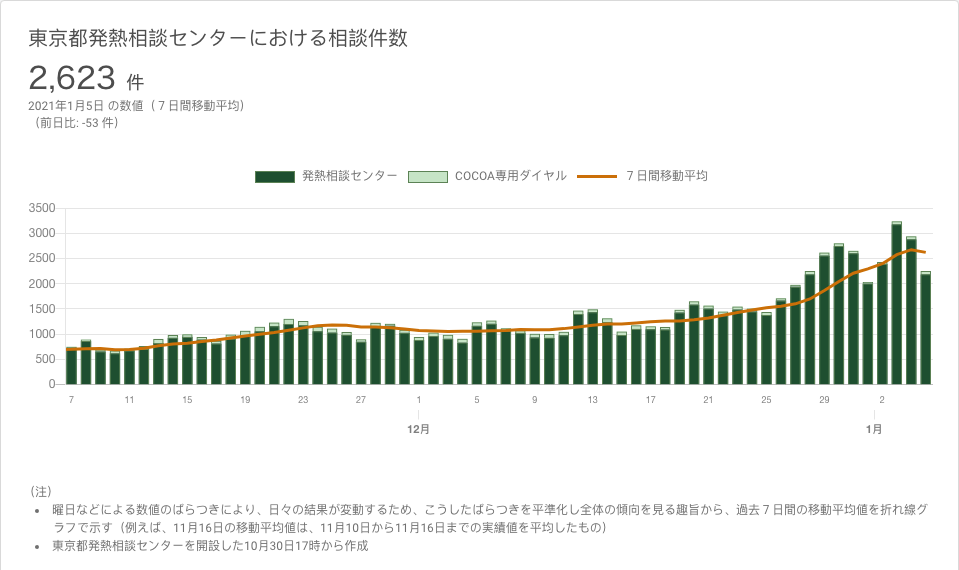 東京都発熱相談センターにおける相談件数
2,623 件
2021年1月5日 の数値（７日間移動平均）
（前日比: -53 件）
発熱相談センター COCOA専用ダイヤル ７日間移動平均
3500
3000
2500
2000
1500
1000
500
0
7 11 15 19 23 27 1 5 9 13 17 21 25 29 2
12月 1月
（注）
• 曜日などによる数値のばらつきにより、日々の結果が変動するため、こうしたばらつきを平準化し全体の傾向を見る趣旨から、過去７日間の移動平均値を折れ線グ
ラフで示す（例えば、11月16日の移動平均値は、11月10日から11月16日までの実績値を平均したもの）
• 東京都発熱相談センターを開設した10月30日17時から作成